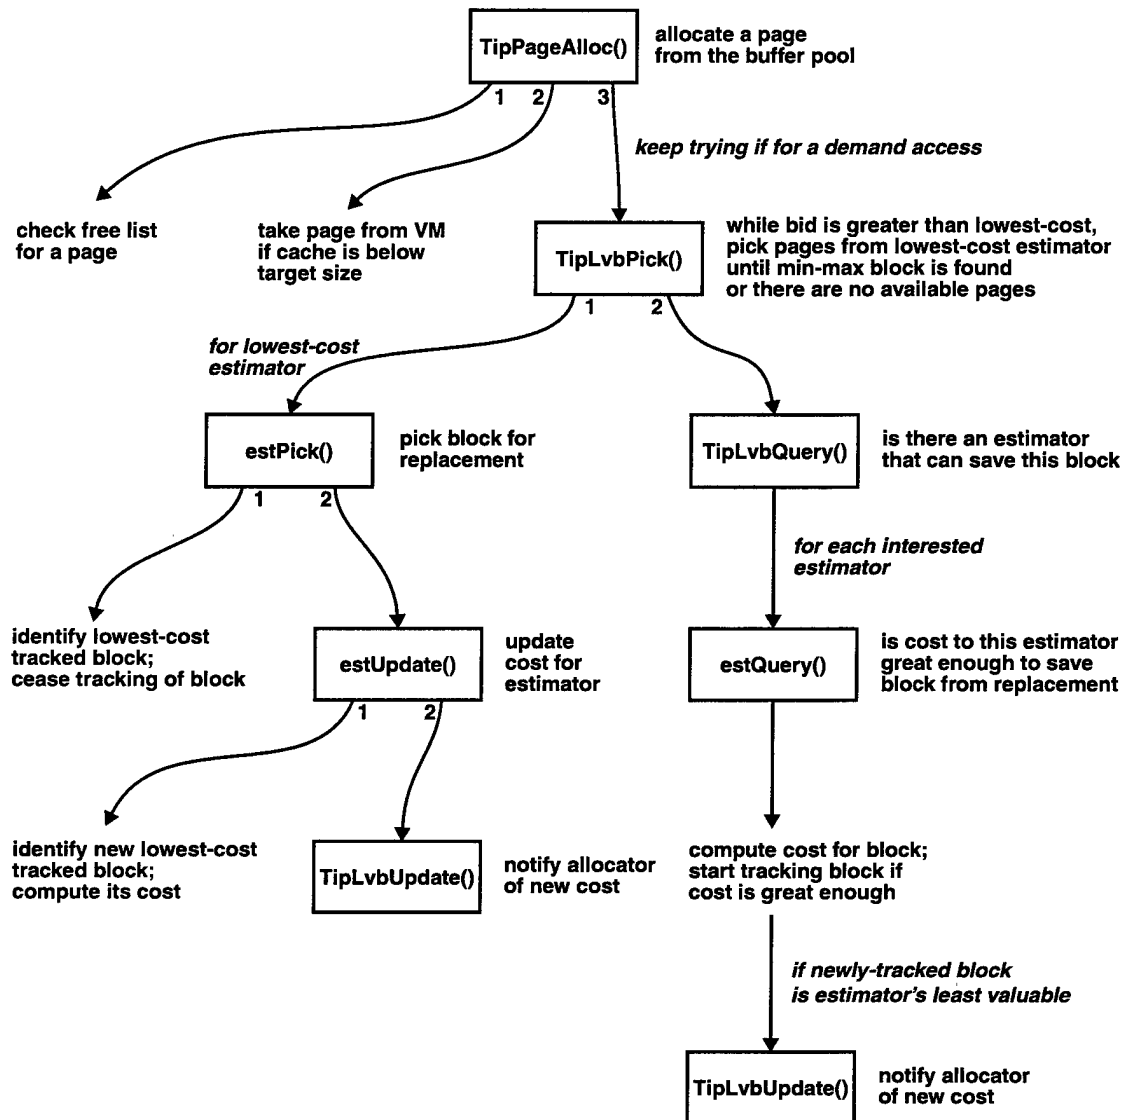 TipPageAlloc()
allocate a page
from the buffer pool
1 2 3
keep trying if for a demand access
check free list
for a page
take page from VM
if cache is below
target size
TipLvbPick()
while bid is greater than lowest-cost,
pick pages from lowest-cost estimator
until min-max block is found
or there are no available pages
1 2
for lowest-cost
estimator
estPick()
pick block for
replacement
TipLvbQuery()
is there an estimator
that can save this block
1 2
for each interested
estimator
identify lowest-cost
tracked block;
cease tracking of block
estUpdate()
update
cost for
estimator
estQuery()
is cost to this estimator
great enough to save
block from replacement
1 2
identify new lowest-cost
tracked block;
compute its cost
TipLvbUpdate()
notify allocator
of new cost
compute cost for block;
start tracking block if
cost is great enough
if newly-tracked block
is estimator's least valuable
TipLvbUpdate()
notify allocator
of new cost